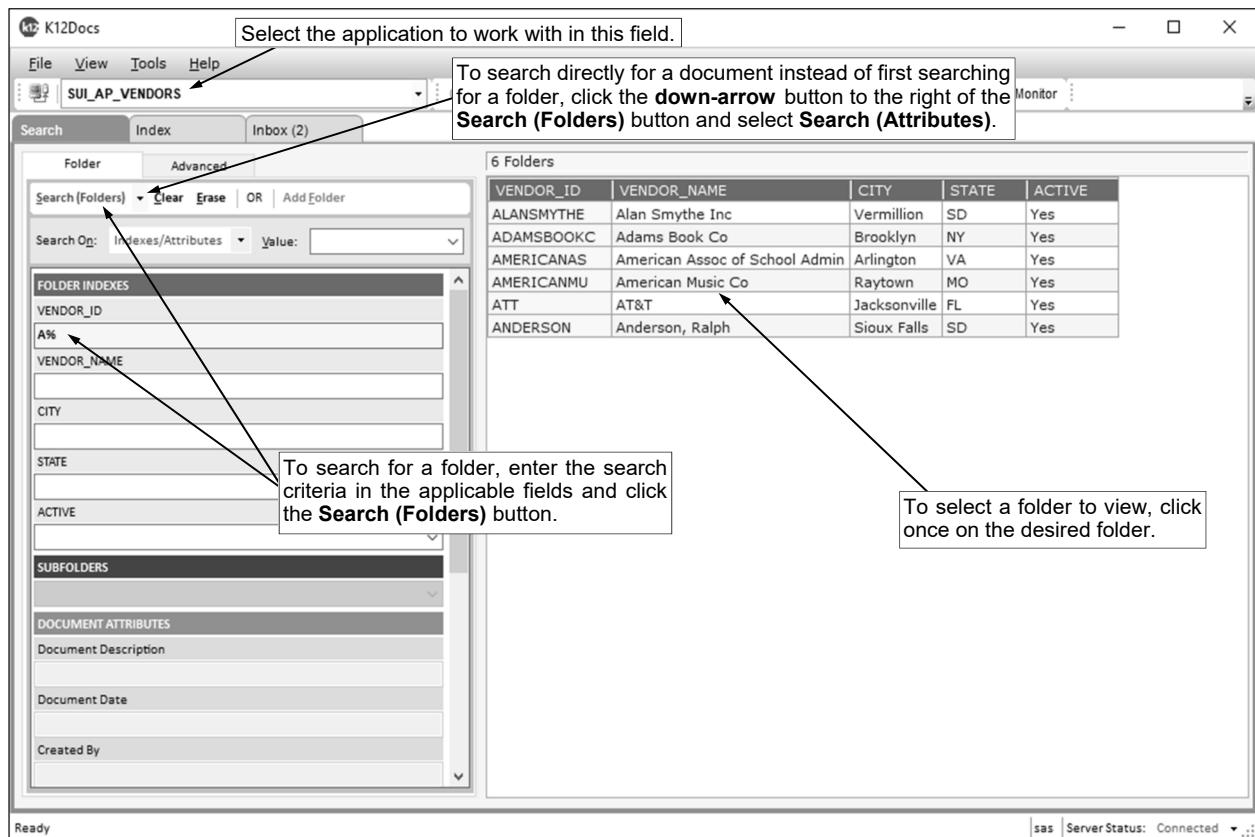 K12Docs
Select the application to work with in this field.
File View Tools Help
To search directly for a document instead of first searching
for a folder, click the down-arrow button to the right of the
Search (Folders) button and select Search (Attributes).
SUI_AP_VENDORS
Monitor
Search Index Inbox (2)
Folder Advanced
6 Folders
Search (Folders) Clear Erase OR Add Folder
Search On: Indexes/Attributes Value:
VENDOR_ID VENDOR_NAME CITY STATE ACTIVE
ALANSMYTHE Alan Smythe Inc Vermillion SD Yes
ADAMSBOOKC Adams Book Co Brooklyn NY Yes
AMERICANAS American Assoc of School Admin Arlington VA Yes
AMERICANMU American Music Co Raytown MO Yes
ATT AT&T Jacksonville FL Yes
ANDERSON Anderson, Ralph Sioux Falls SD Yes
FOLDER INDEXES
VENDOR_ID
A%
VENDOR_NAME
CITY
STATE
ACTIVE
To search for a folder, enter the search
criteria in the applicable fields and click
the Search (Folders) button.
To select a folder to view, click
once on the desired folder.
SUBFOLDERS
DOCUMENT ATTRIBUTES
Document Description
Document Date
Created By
Ready
sas Server Status: Connected